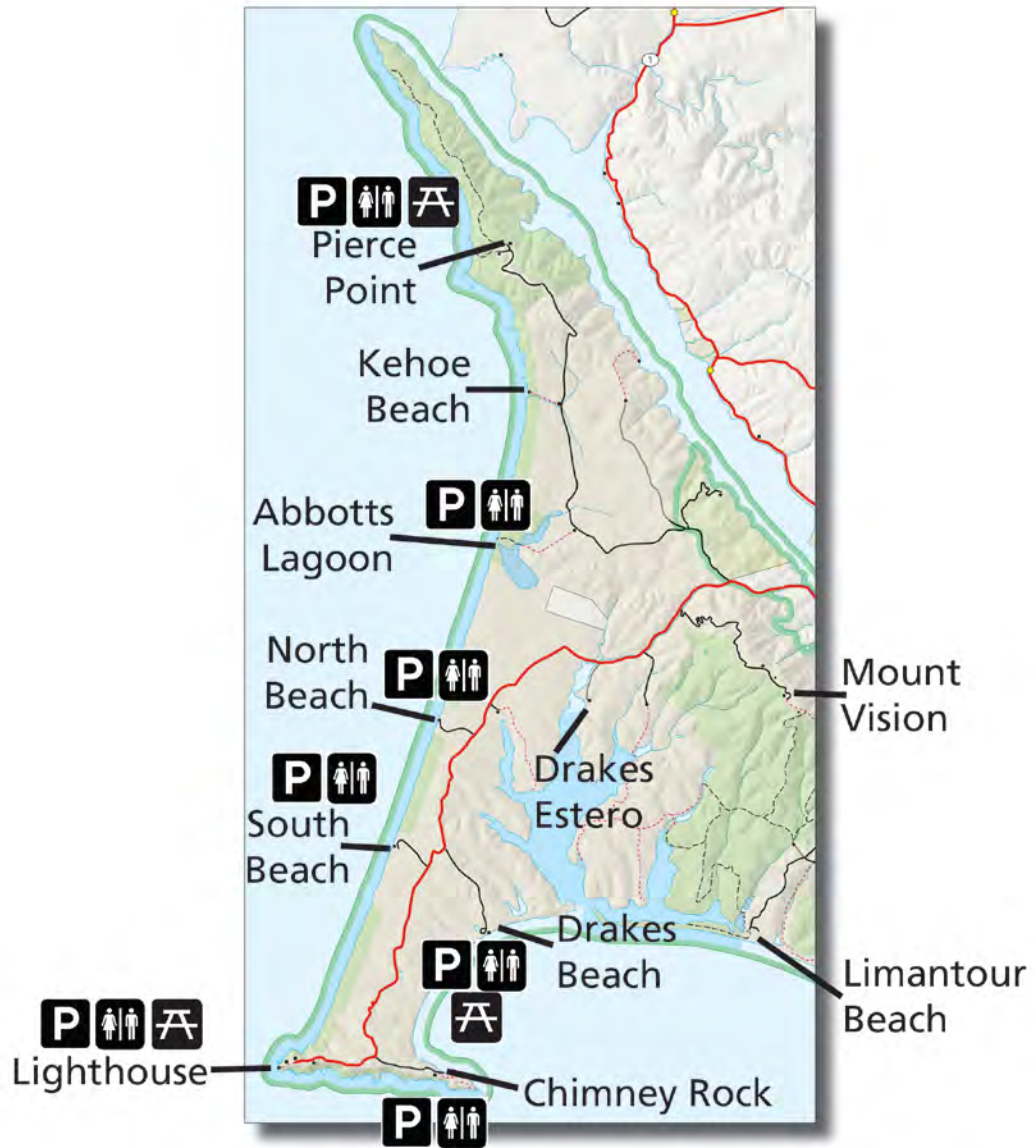 1
P
Pierce
Point
Kehoe
Beach
P
Abbotts
Lagoon
North
Beach
P
Mount
Vision
Drakes
Estero
P
South
Beach
Drakes
Beach
P
Limantour
Beach
P
Lighthouse
Chimney Rock
P